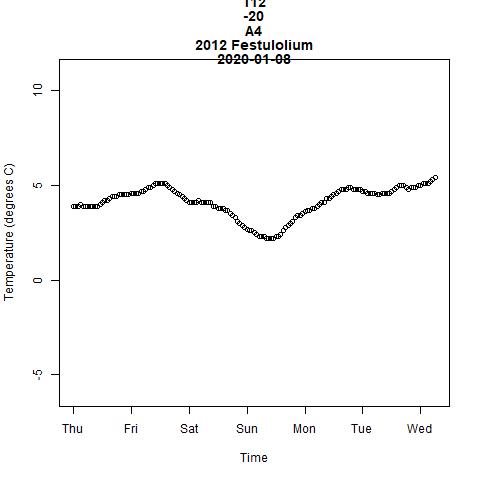 T12
-20
A4
2012 Festulolium
2020-01-08
10
5
0
-5
Temperature (degrees C)
Thu Fri Sat Sun Mon Tue Wed
Time